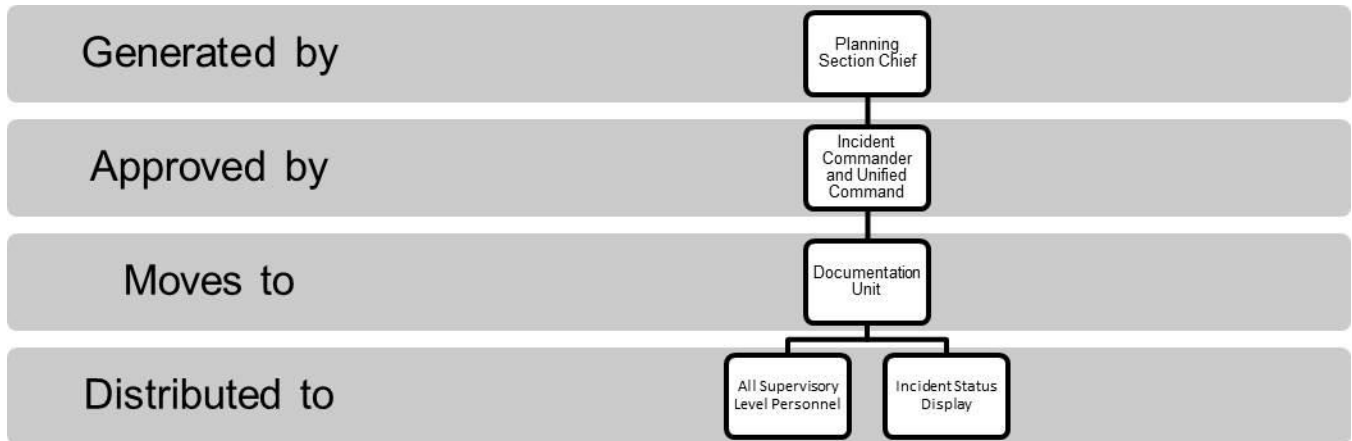 Generated by
Planning
Section Chief
Approved by
Incident
Commander
and Unified
Command
Moves to
Documentation
Unit
Distributed to
All Supervisory
Level Personnel
Incident Status
Display